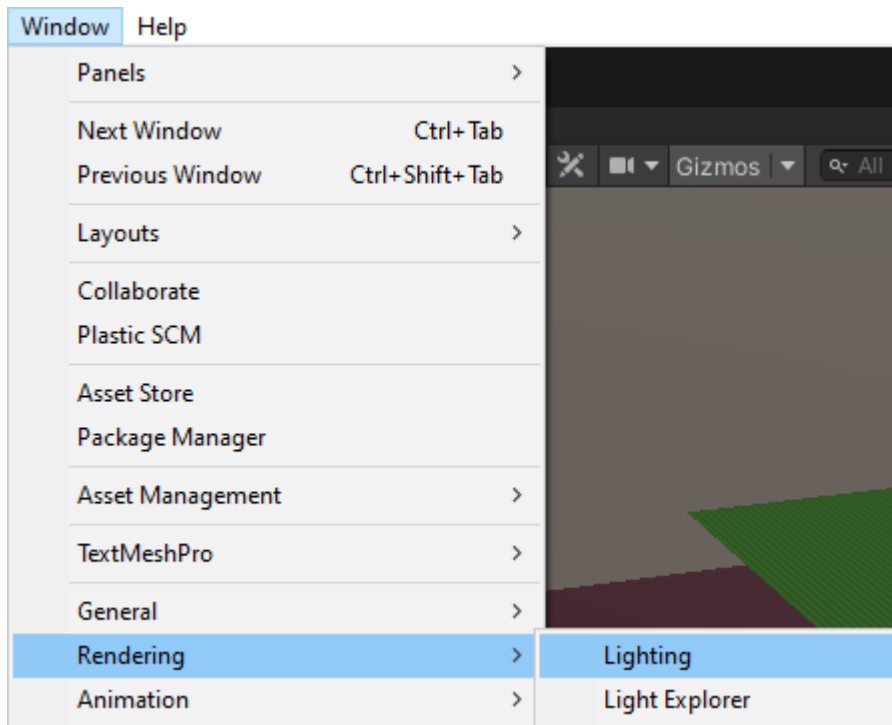 Window Help
Panels
Next Window Ctrl+Tab
Previous Window Ctrl+Shift+Tab
Gizmos All
Layouts
Collaborate
Plastic SCM
Asset Store
Package Manager
Asset Management
TextMeshPro
General
Rendering Lighting
Animation Light Explorer